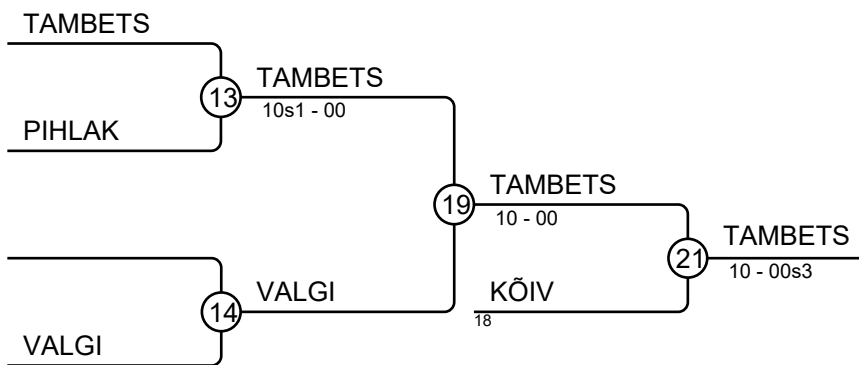 TAMBETS
13
TAMBETS
10s1 - 00
PIHLAK
19
TAMBETS
10 - 00
21
TAMBETS
10 - 00s3
14
VALGI
KÕIV
18
VALGI